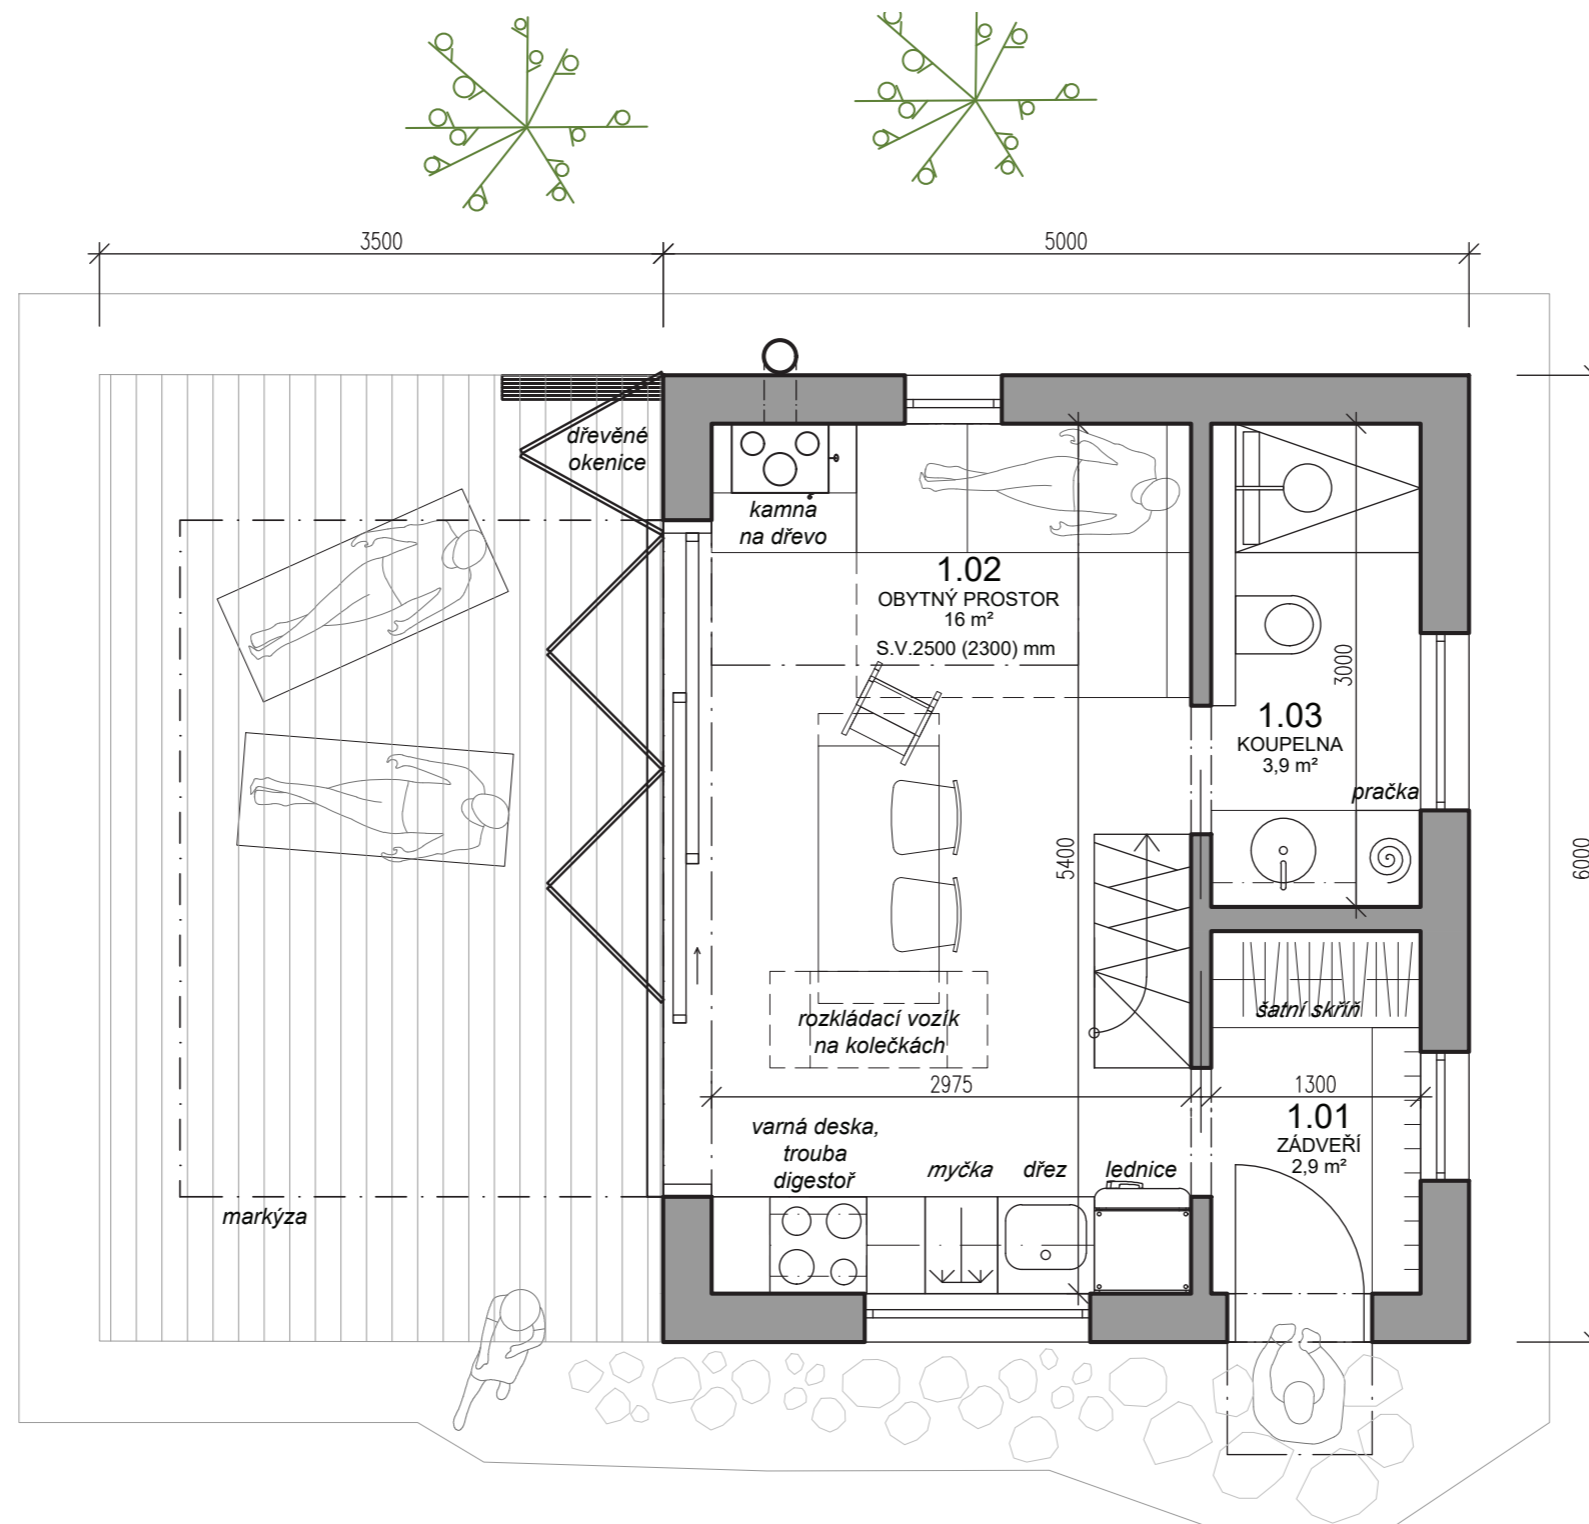 3500
5000
dřevěné
okenice
kamna
na dřevo
1.02
OBYTNÝ PROSTOR
16 m²
S.V.2500 (2300) mm
3000
1.03
KOUPELNA
3,9 m²
pračka
5400
6000
šatní skříň
rozkládací vozík
na kolečkách
2975
1300
1.01
ZÁDVEŘÍ
2,9 m²
varná deska,
trouba
digestoř
myčka
dřez
lednice
markýza